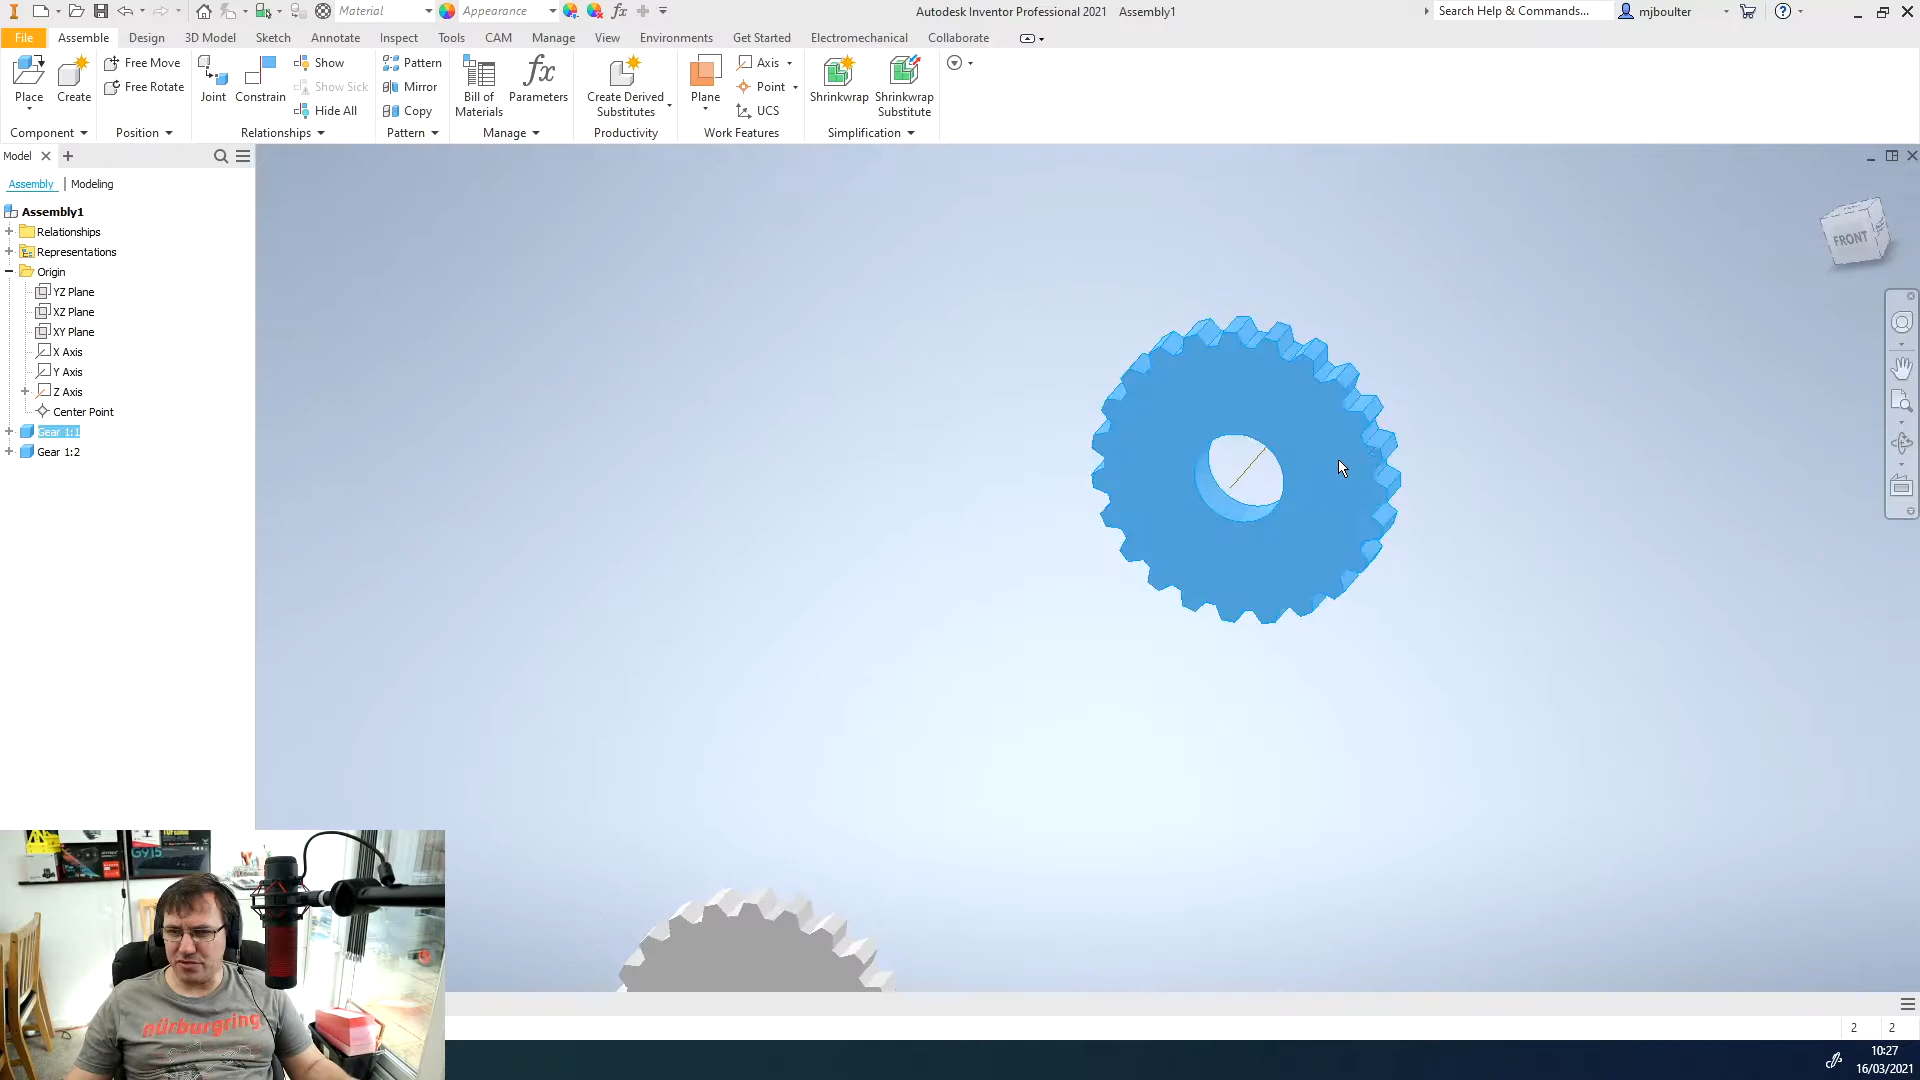 Material
Appearance
fx
Autodesk Inventor Professional 2021 Assembly1
Search Help & Commands...
mjboulter
File Assemble Design 3D Model Sketch Annotate Inspect Tools CAM Manage View Environments Get Started Electromechanical Collaborate
Place
Create
Free Move
Free Rotate
Joint
Constrain
Show
Show Sick
Hide All
Pattern
Mirror
Copy
Bill of
Materials
fx
Parameters
Create Derived
Substitutes
Plane
Axis
Point
UCS
Shrinkwrap
Shrinkwrap
Substitute
Component Position Relationships Pattern Manage Productivity Work Features Simplification
Model
Assembly | Modeling
Assembly1
Relationships
Representations
Origin
YZ Plane
XZ Plane
XY Plane
X Axis
Y Axis
Z Axis
Center Point
Gear 1:1
Gear 1:2
FRONT
G915
nürburgring
2 2
10:27
16/03/2021